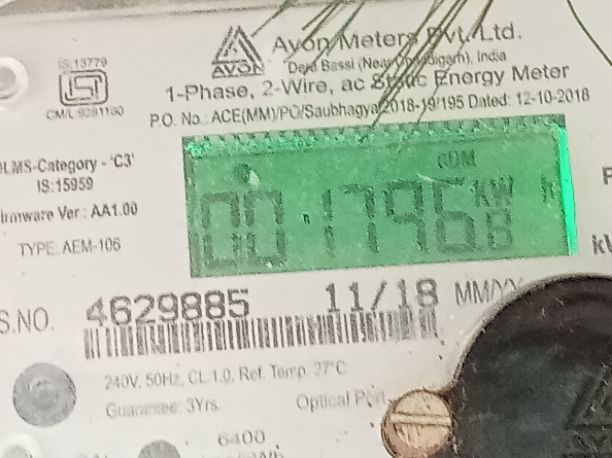 IS:13779
CM/L-9281160
AVON
Avon Meters Pvt. Ltd.
Dera Bassi (Near Chandigarh), India
1-Phase, 2-Wire, ac Static Energy Meter
P.O. No.: ACE(MM)/PO/Saubhagya/2018-19/195 Dated: 12-10-2018
DLMS-Category - 'C3'
IS:15959
Firmware Ver: AA1.00
TYPE: AEM-106
CUM
001796.8 KW h
S.NO. 4629885 11/18 MM/YY
240V, 50Hz, CL.1.0, Ref. Temp. 27°C
Guarantee: 3Yrs. Optical Port
6400